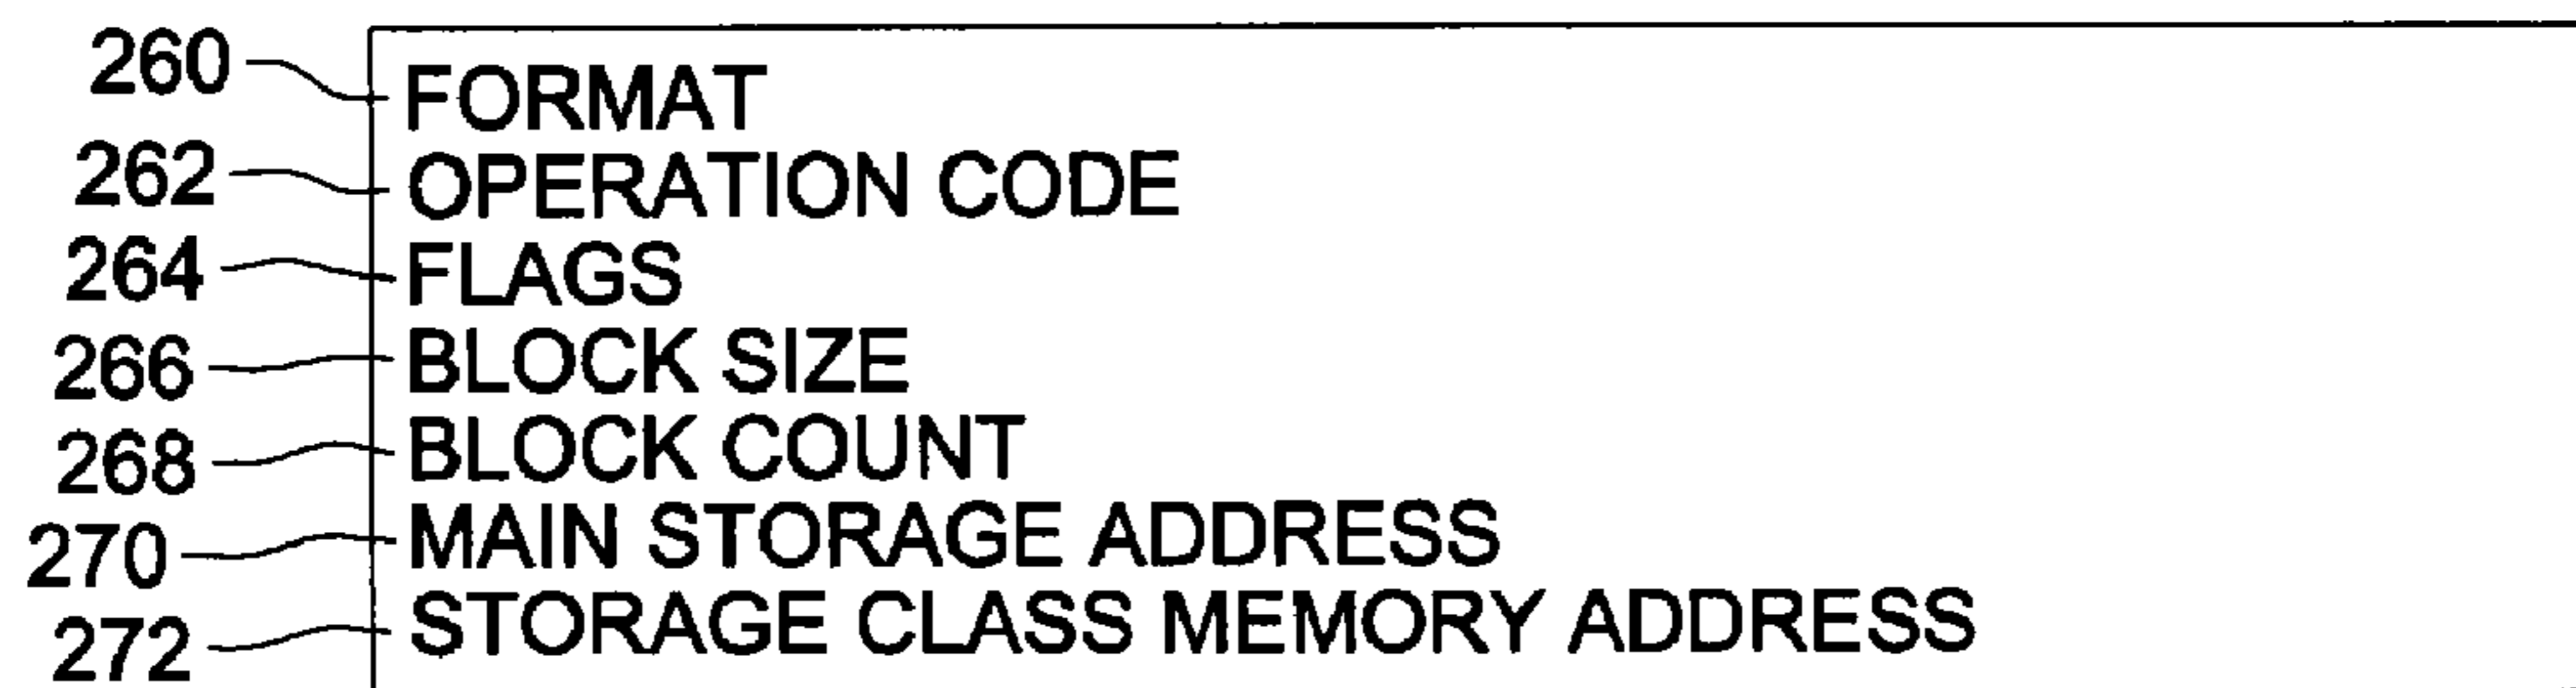 260 FORMAT
262 OPERATION CODE
264 FLAGS
266 BLOCK SIZE
268 BLOCK COUNT
270 MAIN STORAGE ADDRESS
272 STORAGE CLASS MEMORY ADDRESS